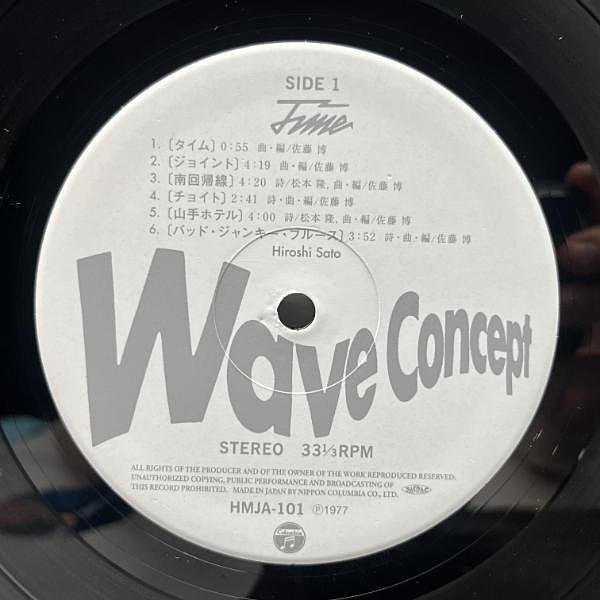 SIDE 1
Time
1. 〔タイム〕0:55 曲・編/佐藤 博
2. 〔ジョイント〕4:19 曲・編/佐藤 博
3. 〔南回帰線〕4:20 詩/松本 隆, 曲・編/佐藤 博
4. 〔チョイト〕2:41 詩・曲・編/佐藤 博
5. 〔山手ホテル〕4:00 詩/松本 隆, 曲・編/佐藤 博
6. 〔バッド・ジャンキー・ブルース〕3:52 詩・曲・編/佐藤 博
Hiroshi Sato
Wave Concept
STEREO 33⅓RPM
ALL RIGHTS OF THE PRODUCER AND OF THE OWNER OF THE WORK REPRODUCED RESERVED.
UNAUTHORIZED COPYING, PUBLIC PERFORMANCE AND BROADCASTING OF
THIS RECORD PROHIBITED. MADE IN JAPAN BY NIPPON COLUMBIA CO., LTD.
HMJA-101 ℗1977
Columbia